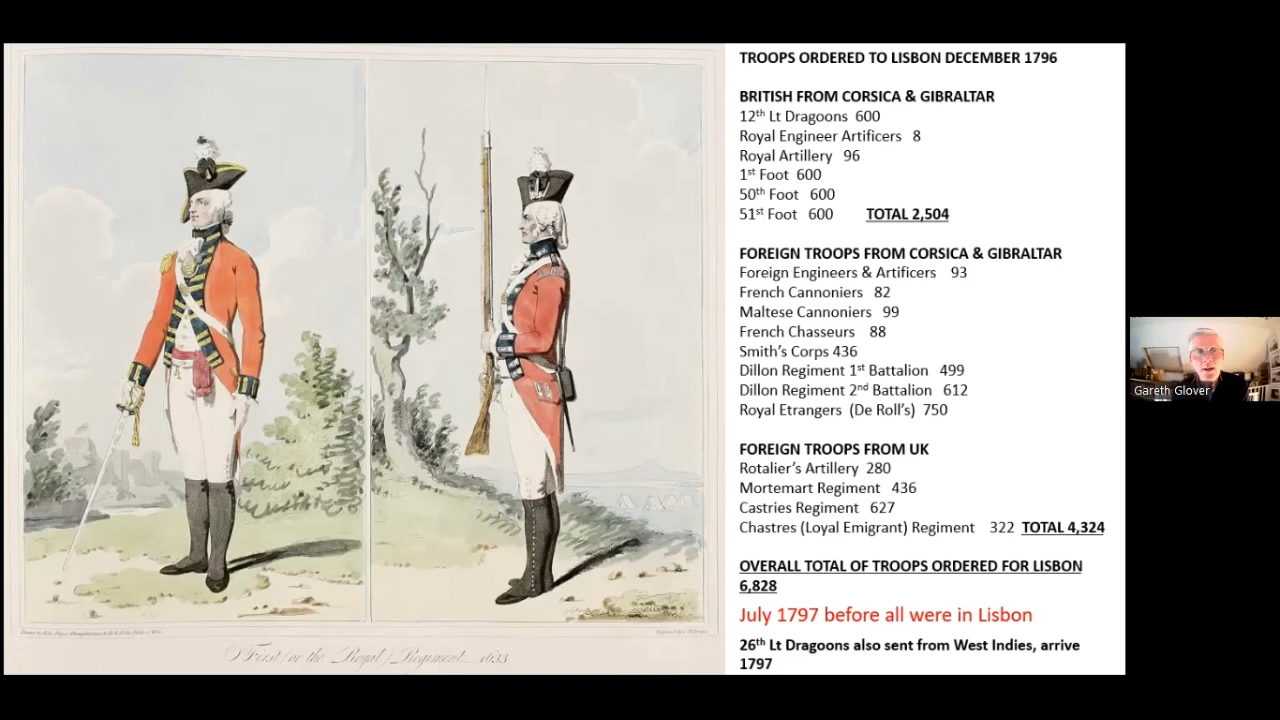 TROOPS ORDERED TO LISBON DECEMBER 1796
BRITISH FROM CORSICA & GIBRALTAR
12th Lt Dragoons 600
Royal Engineer Artificers 8
Royal Artillery 96
1st Foot 600
50th Foot 600
51st Foot 600 TOTAL 2,504
FOREIGN TROOPS FROM CORSICA & GIBRALTAR
Foreign Engineers & Artificers 93
French Cannoniers 82
Maltese Cannoniers 99
French Chasseurs 88
Smith's Corps 436
Dillon Regiment 1st Battalion 499
Dillon Regiment 2nd Battalion 612
Royal Etrangers (De Roll's) 750
FOREIGN TROOPS FROM UK
Rotalier's Artillery 280
Mortemart Regiment 436
Castries Regiment 627
Chastres (Loyal Emigrant) Regiment 322 TOTAL 4,324
OVERALL TOTAL OF TROOPS ORDERED FOR LISBON
6,828
July 1797 before all were in Lisbon
26th Lt Dragoons also sent from West Indies, arrive
1797
First / or the Royal / Regiment 1633
Gareth Glover